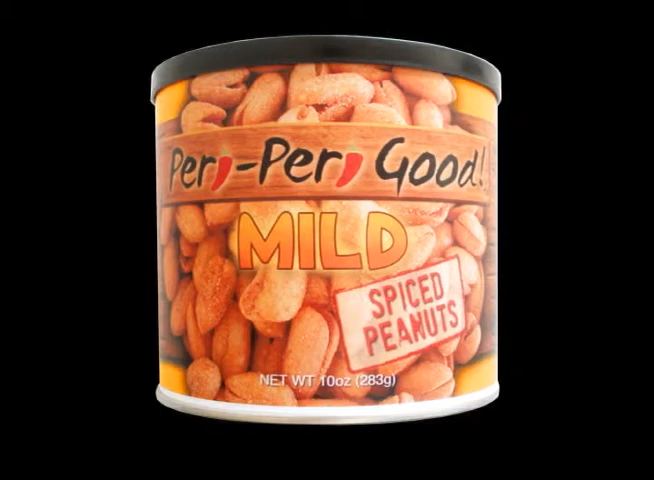 Peri-Peri Good!
MILD
SPICED
PEANUTS
NET WT 10oz (283g)